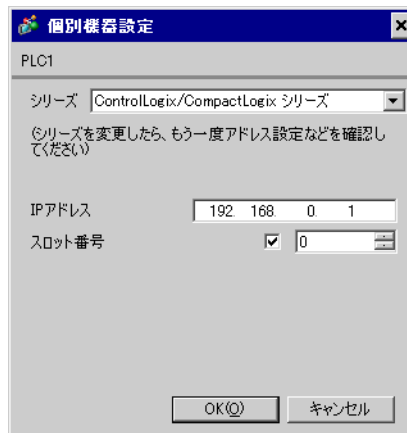 個別機器設定
PLC1
シリーズ ControlLogix/CompactLogix シリーズ
(シリーズを変更したら、もう一度アドレス設定などを確認し
てください)
IPアドレス 192. 168. 0. 1
スロット番号 0
OK(O) キャンセル